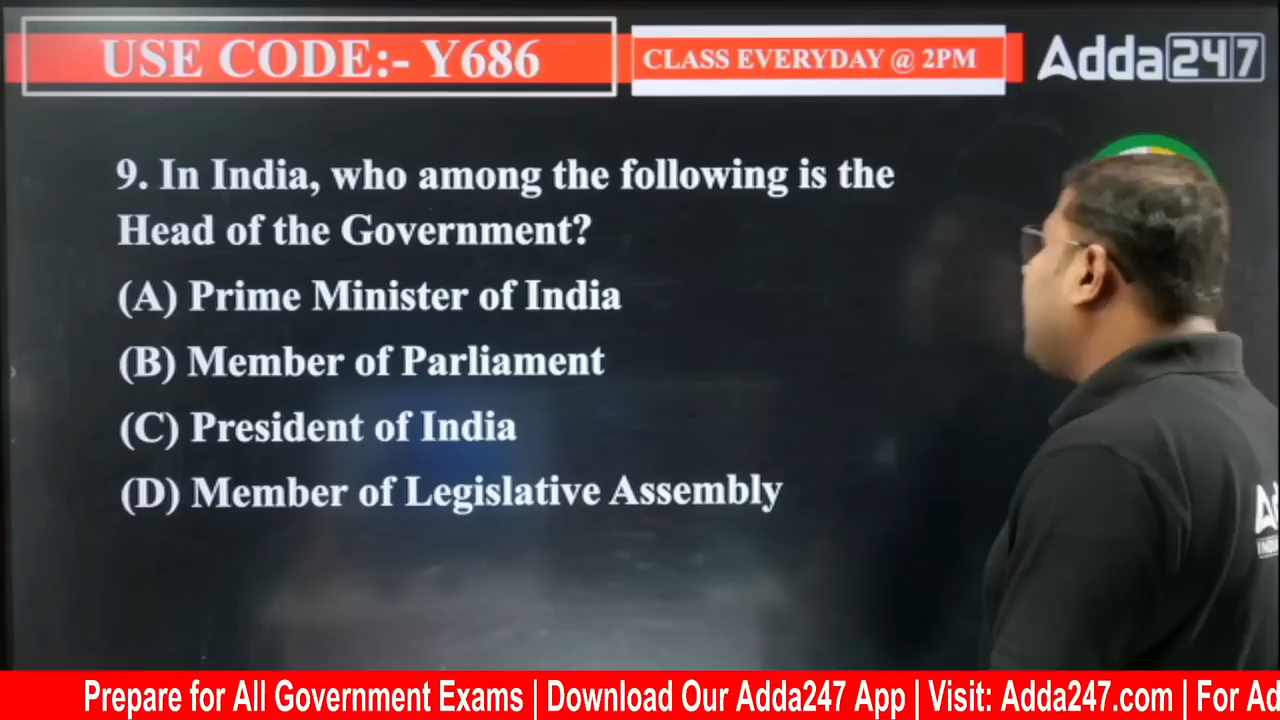 USE CODE:- Y686
CLASS EVERYDAY @ 2PM
Adda247
9. In India, who among the following is the
Head of the Government?
(A) Prime Minister of India
(B) Member of Parliament
(C) President of India
(D) Member of Legislative Assembly
Prepare for All Government Exams | Download Our Adda247 App | Visit: Adda247.com | For Ad